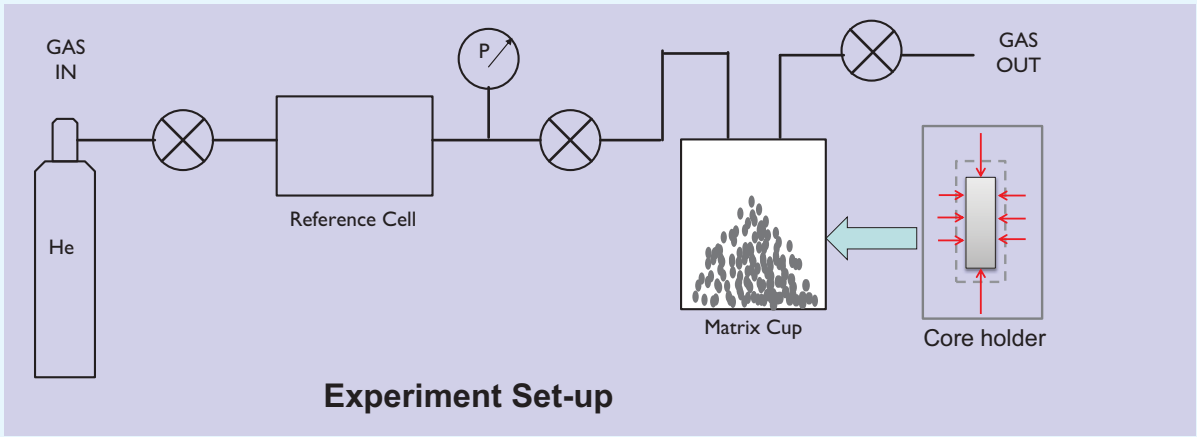 GAS
IN
P
GAS
OUT
He
Reference Cell
Matrix Cup
Core holder
Experiment Set-up